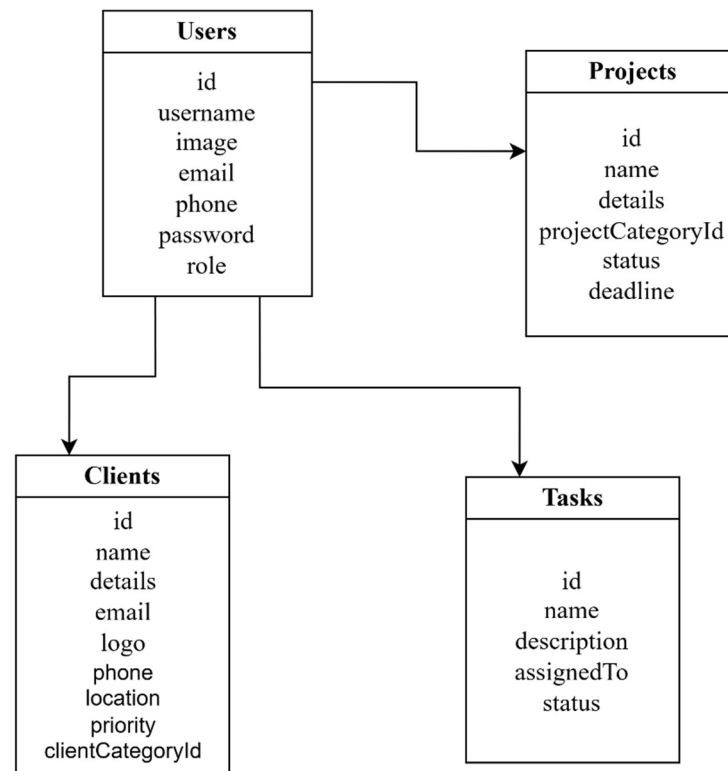 Users
id
username
image
email
phone
password
role
Projects
id
name
details
projectCategoryId
status
deadline
Clients
id
name
details
email
logo
phone
location
priority
clientCategoryId
Tasks
id
name
description
assignedTo
status